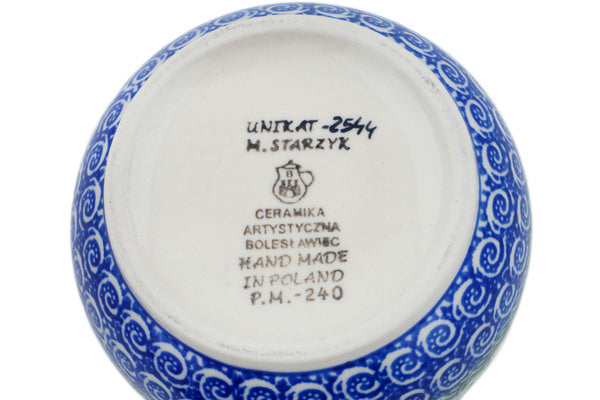 UNIKAT-2544
M. STARZYK
B
CERAMIKA
ARTYSTYCZNA
BOLESŁAWIEC
HAND MADE
IN POLAND
P.M.-240